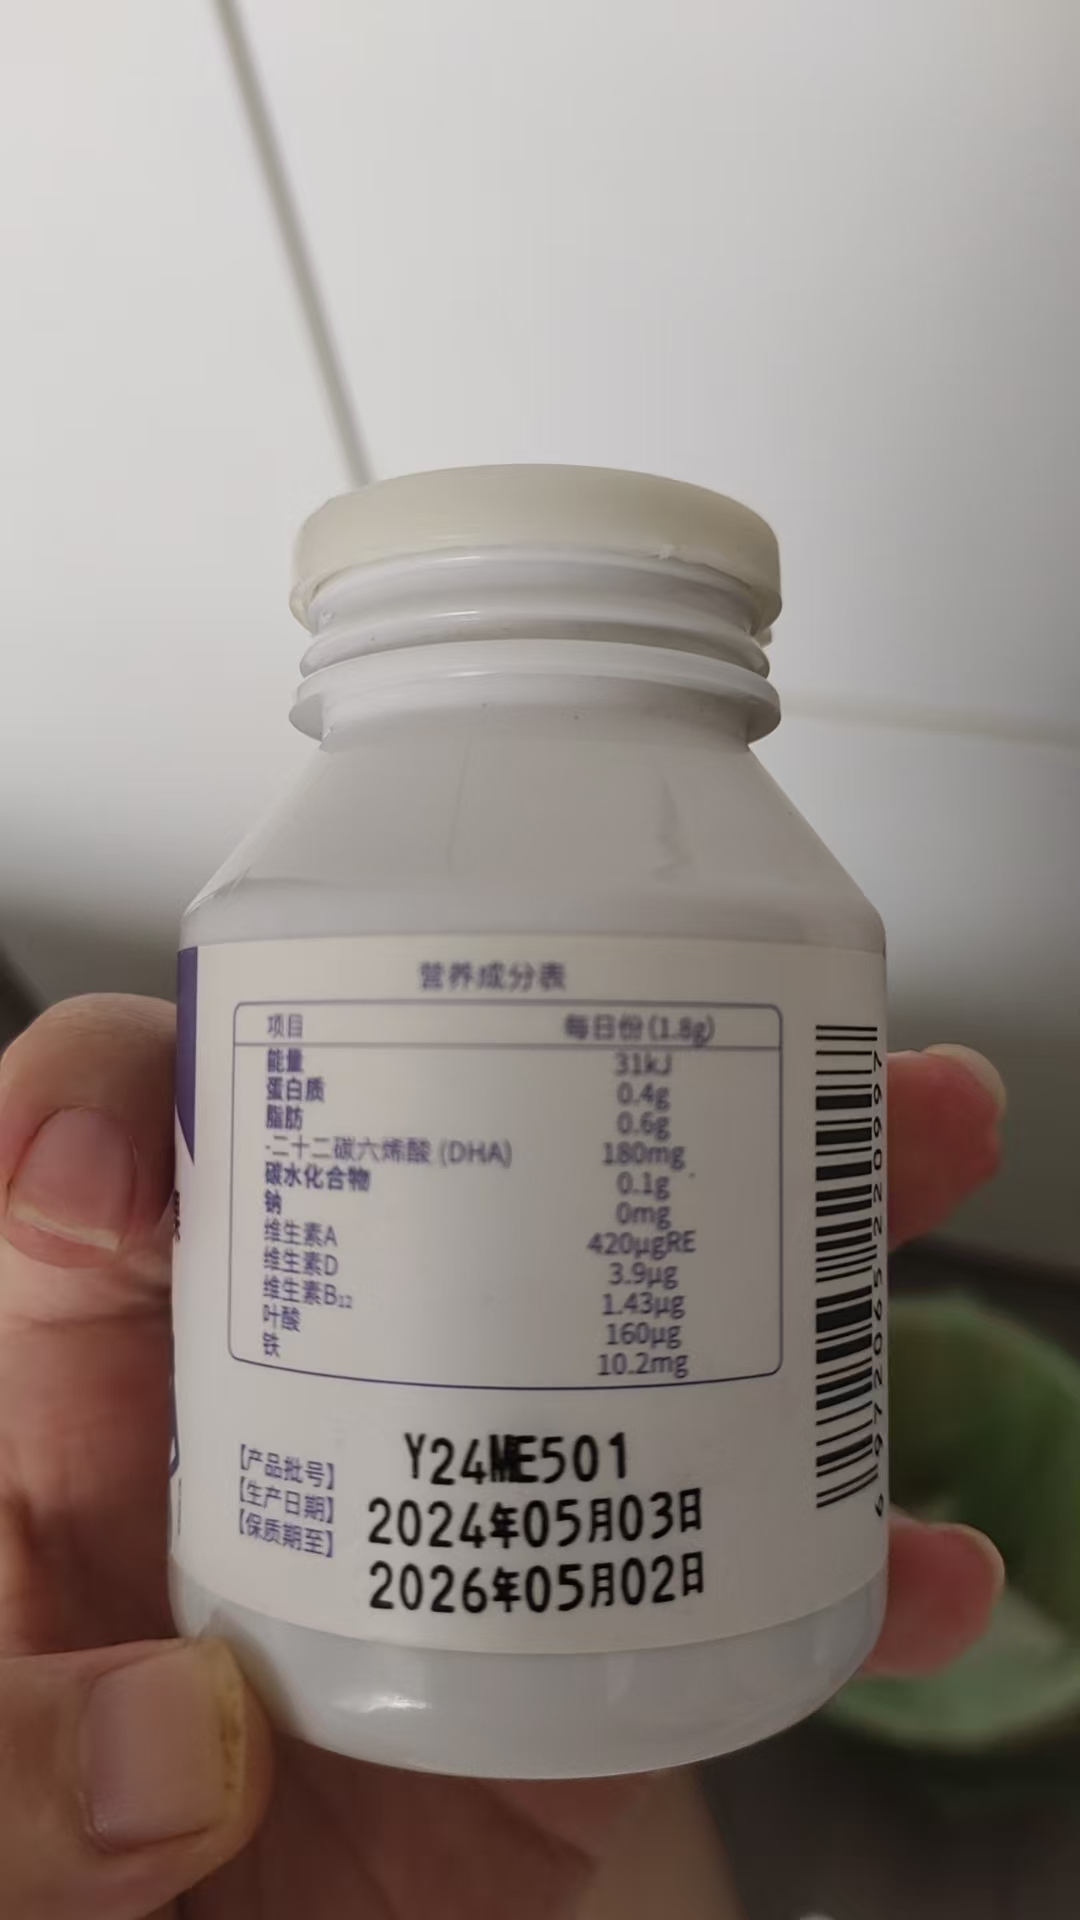 营养成分表
项目 每日份(1.8g)
能量 31kJ
蛋白质 0.4g
脂肪 0.6g
-二十二碳六烯酸 (DHA) 180mg
碳水化合物 0.1g
钠 0mg
维生素A 420μgRE
维生素D 3.9μg
维生素B₁₂ 1.43μg
叶酸 160μg
铁 10.2mg
【产品批号】 Y24ME501
【生产日期】 2024年05月03日
【保质期至】 2026年05月02日
6972065220997